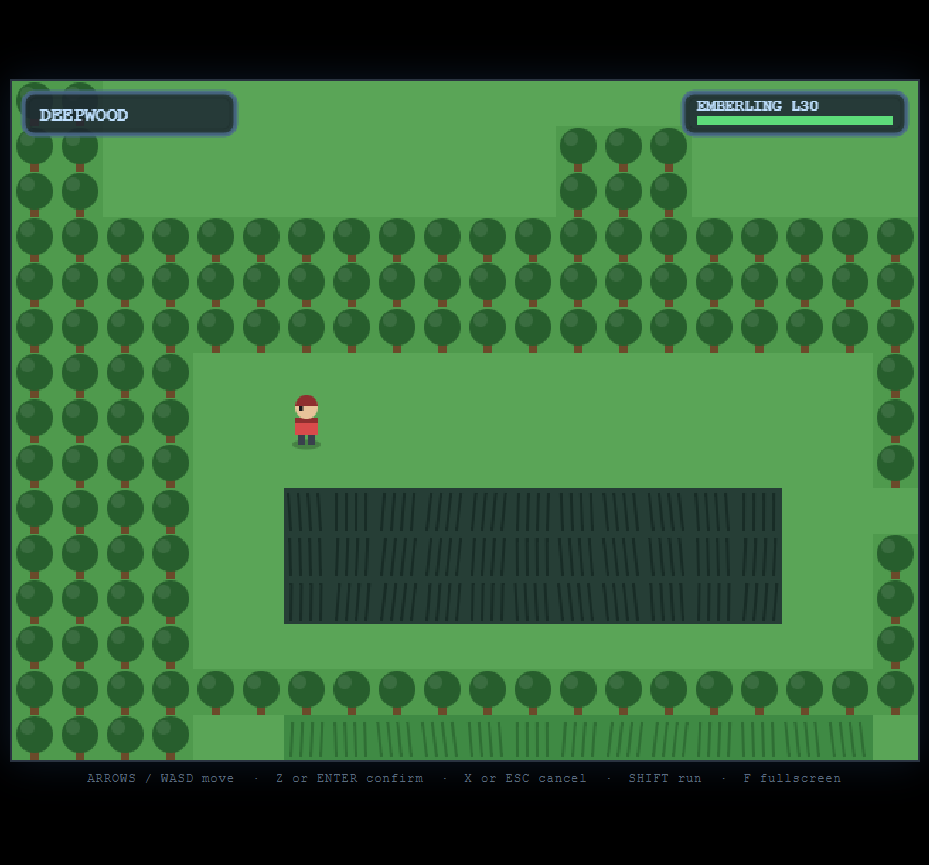 DEEPWOOD
EMBERLING L30
ARROWS / WASD move · Z or ENTER confirm · X or ESC cancel · SHIFT run · F fullscreen